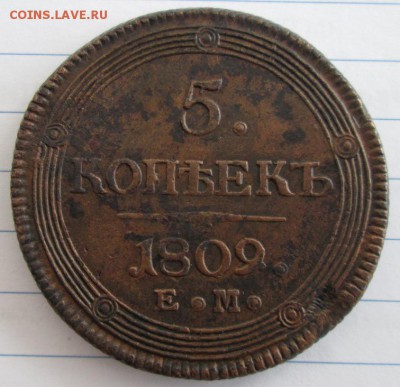 COINS.LAVE.RU
5.
КОПѢЕКЪ
1809.
Е • М •